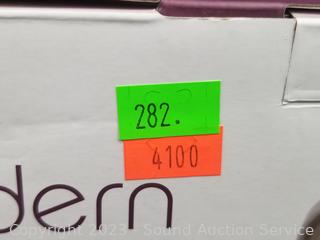 282.
4100
dern
Copyright 2023 - Sound Auction Service